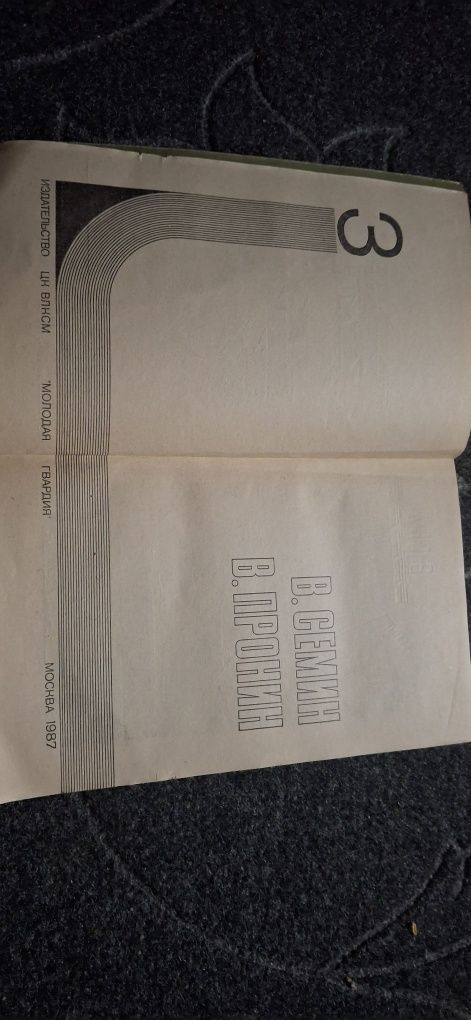 3
В. СЕМИН
В. ПРОНИН
ИЗДАТЕЛЬСТВО ЦК ВЛКСМ "МОЛОДАЯ ГВАРДИЯ" МОСКВА 1987